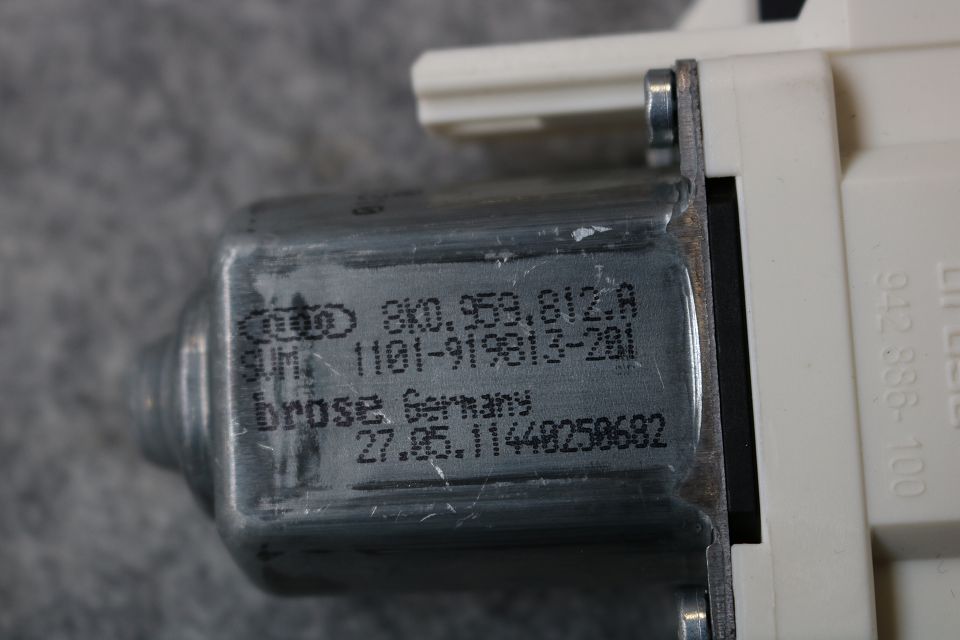 8K0.959.812.A
1101-919813-201
brose Germany
27.05.11440250682
942 886- 100